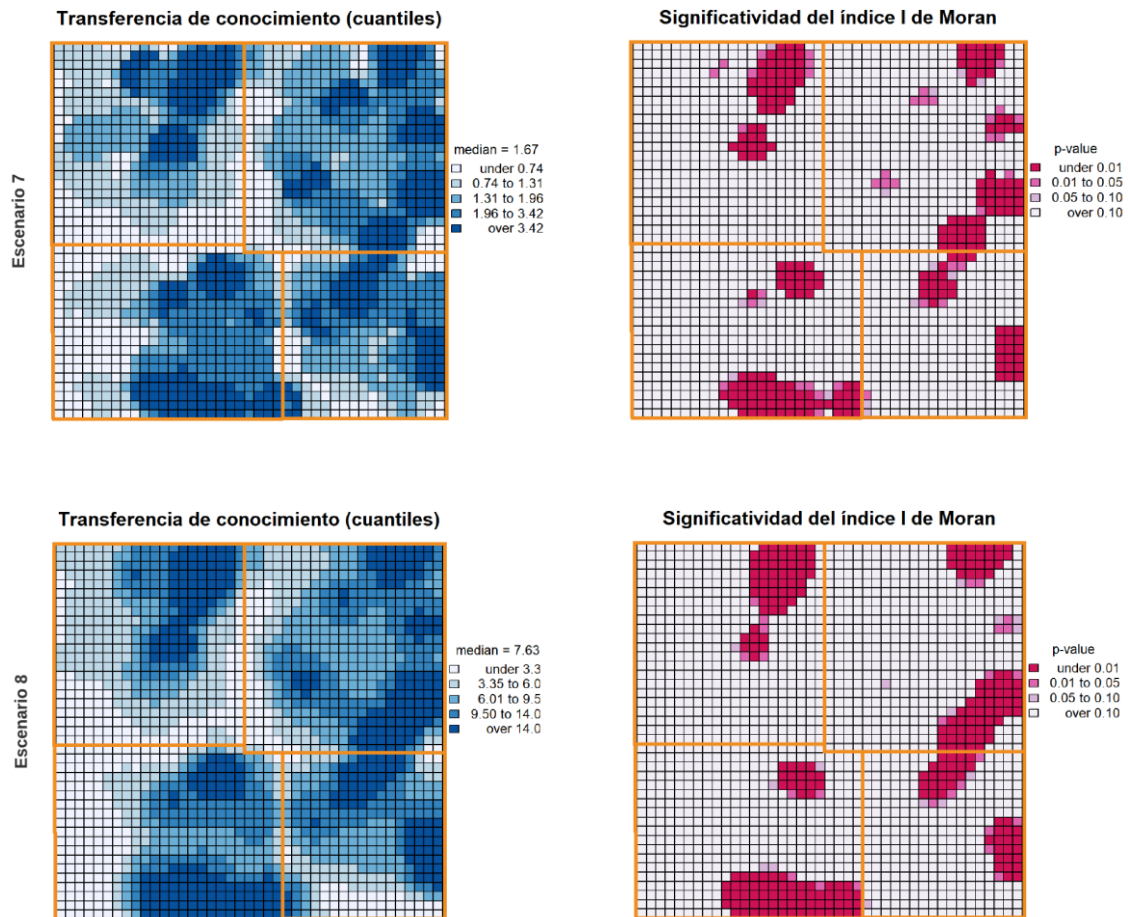 Transferencia de conocimiento (cuantiles)
Significatividad del índice I de Moran
Escenario 7
median = 1.67
under 0.74
0.74 to 1.31
1.31 to 1.96
1.96 to 3.42
over 3.42
p-value
under 0.01
0.01 to 0.05
0.05 to 0.10
over 0.10
Transferencia de conocimiento (cuantiles)
Significatividad del índice I de Moran
Escenario 8
median = 7.63
under 3.3
3.35 to 6.0
6.01 to 9.5
9.50 to 14.0
over 14.0
p-value
under 0.01
0.01 to 0.05
0.05 to 0.10
over 0.10